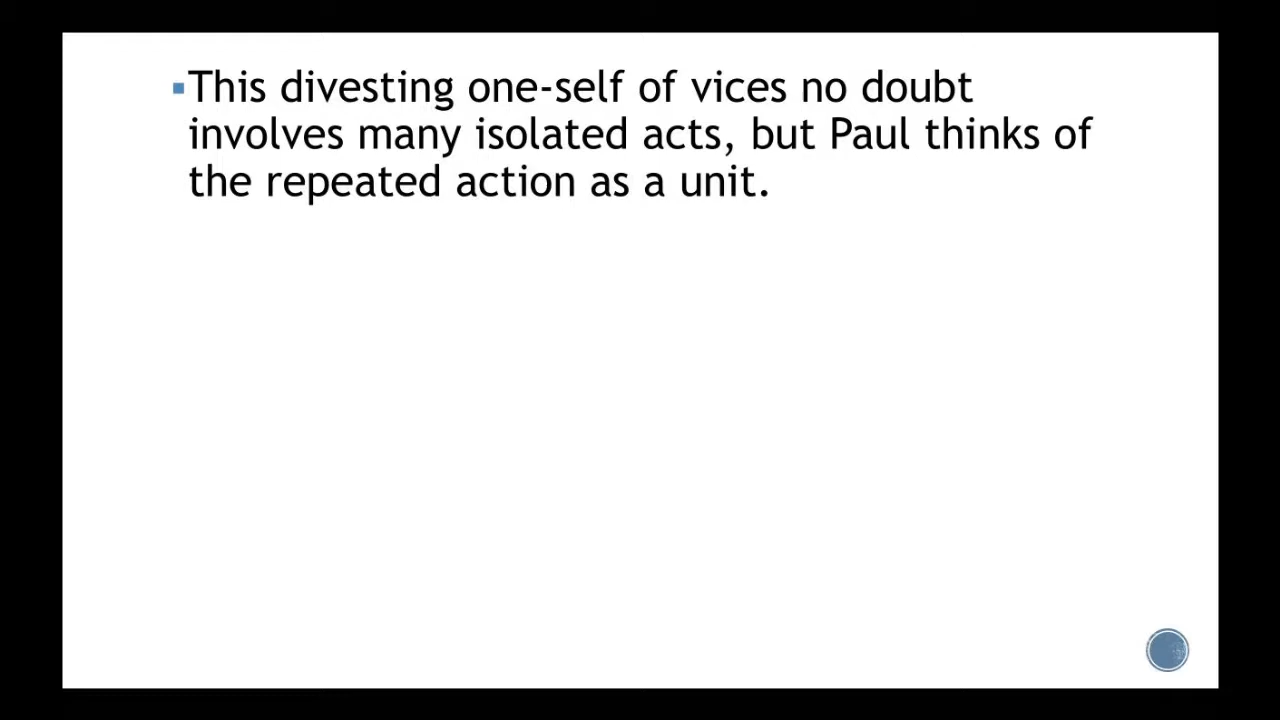 ▪This divesting one-self of vices no doubt
involves many isolated acts, but Paul thinks of
the repeated action as a unit.